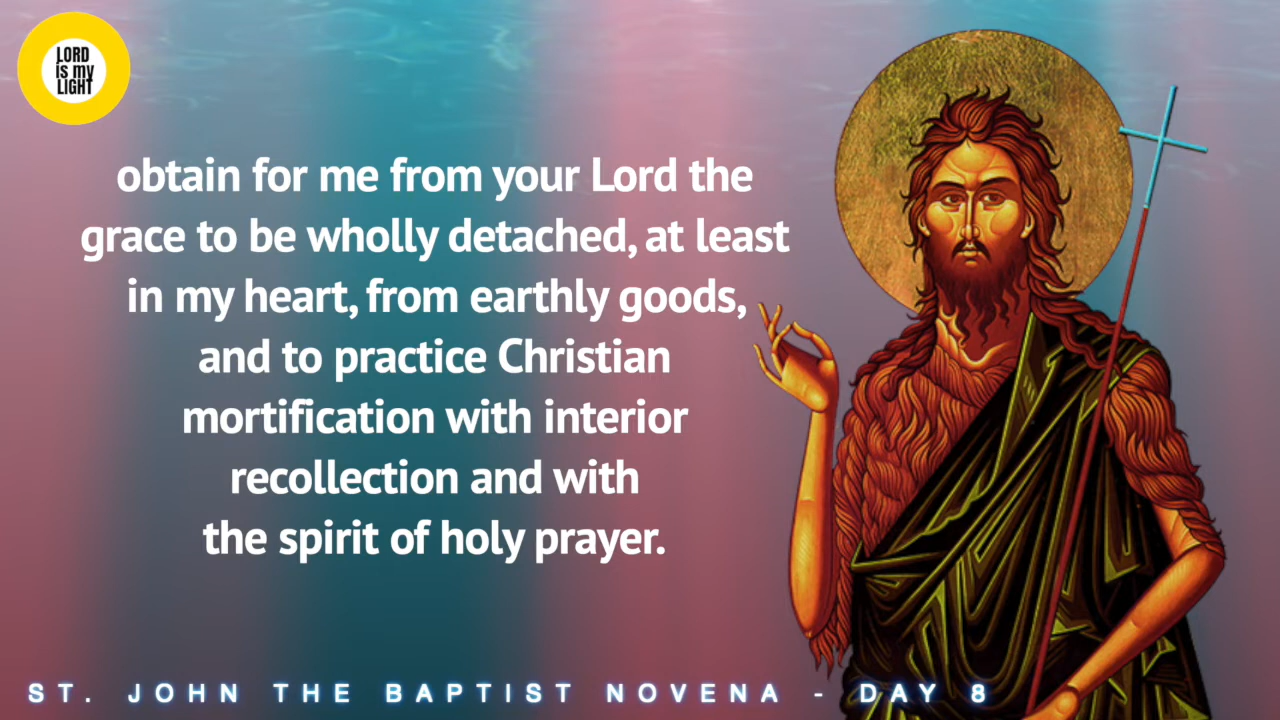 LORD
is my
LIGHT
obtain for me from your Lord the
grace to be wholly detached, at least
in my heart, from earthly goods,
and to practice Christian
mortification with interior
recollection and with
the spirit of holy prayer.
ST. JOHN THE BAPTIST NOVENA - DAY 8